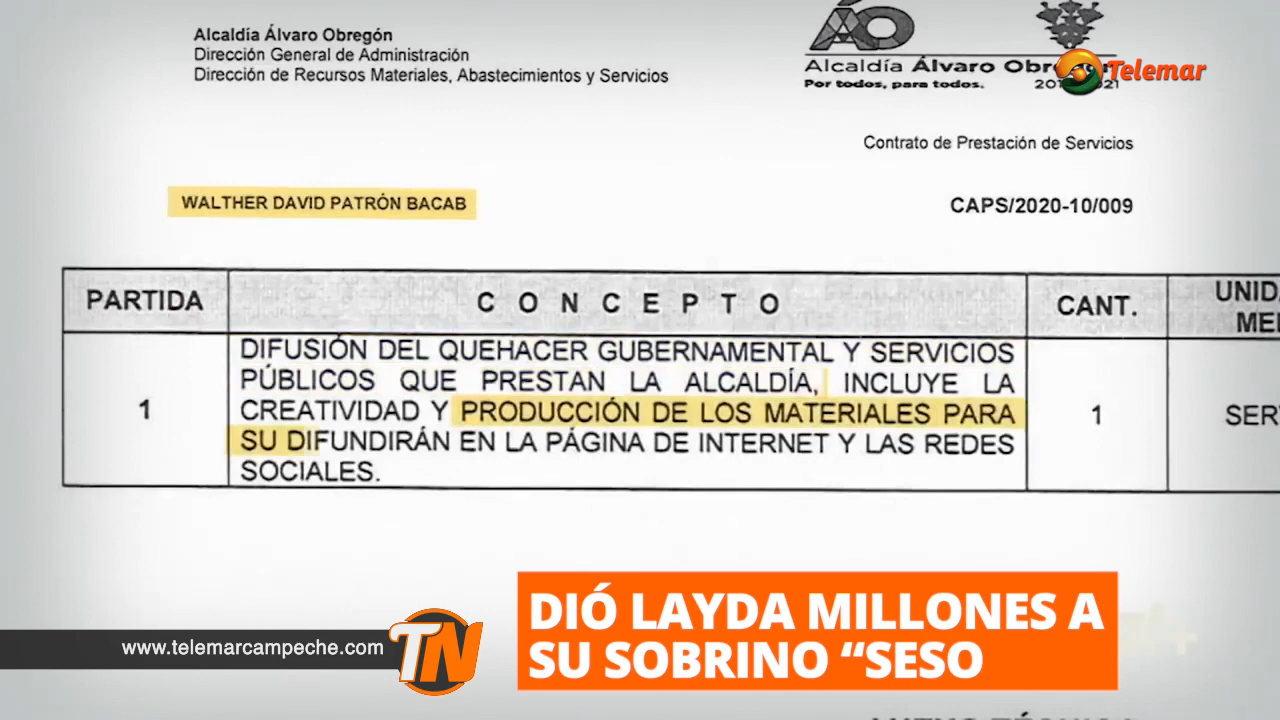 Alcaldía Álvaro Obregón
Dirección General de Administración
Dirección de Recursos Materiales, Abastecimientos y Servicios
ÁO
Alcaldía Álvaro
Por todos, para todos.
Telemar
Contrato de Prestación de Servicios
WALTHER DAVID PATRÓN BACAB
CAPS/2020-10/009
PARTIDA
CONCEPTO
CANT.
1
DIFUSIÓN DEL QUEHACER GUBERNAMENTAL Y SERVICIOS
PÚBLICOS QUE PRESTAN LA ALCALDÍA, INCLUYE LA
CREATIVIDAD Y PRODUCCIÓN DE LOS MATERIALES PARA
SU DIFUNDIRÁN EN LA PÁGINA DE INTERNET Y LAS REDES
SOCIALES.
1
DIÓ LAYDA MILLONES A
SU SOBRINO “SESO
www.telemarcampeche.com
TN